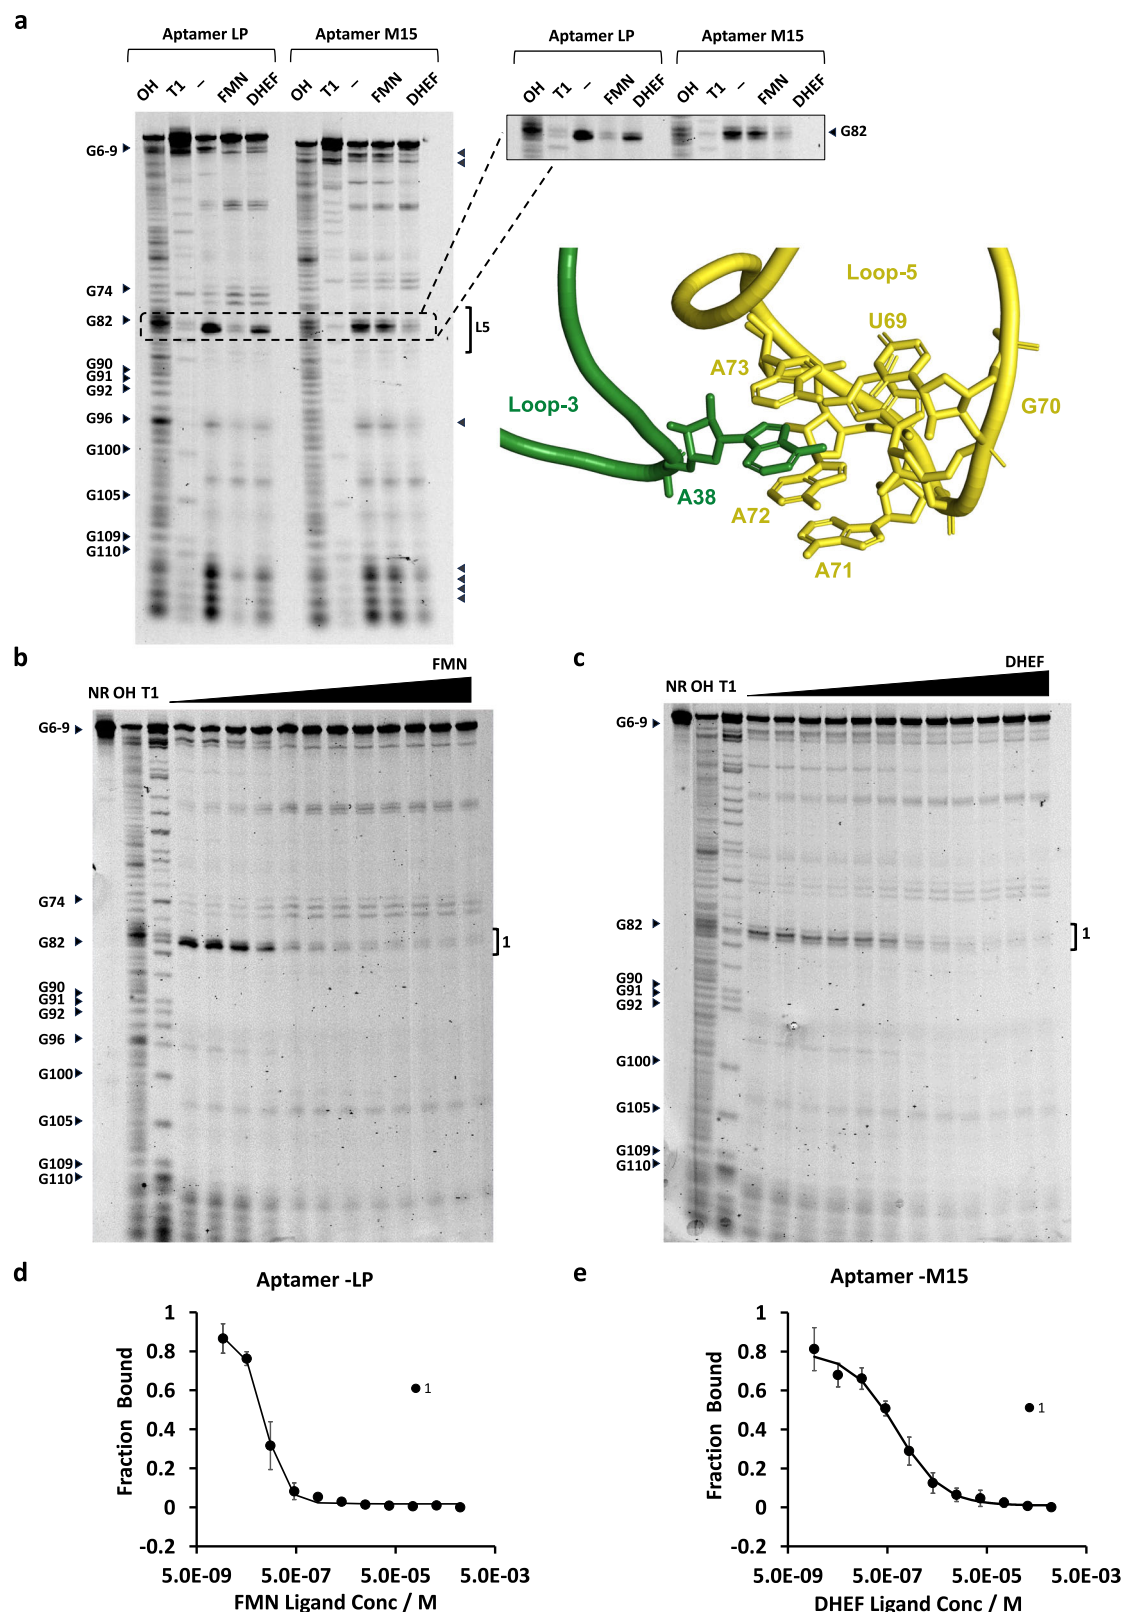 a
Aptamer LP Aptamer M15
OH T1 – FMN DHEF OH T1 – FMN DHEF
Aptamer LP Aptamer M15
OH T1 – FMN DHEF OH T1 – FMN DHEF
G82
G6-9
G74
G82
L5
G90
G91
G92
G96
G100
G105
G109
G110
Loop-5
U69
A73
G70
Loop-3
A38
A72
A71
b
FMN
NR OH T1
G6-9
G74
G82
1
G90
G91
G92
G96
G100
G105
G109
G110
c
DHEF
NR OH T1
G6-9
G82
1
G90
G91
G92
G100
G105
G109
G110
d
Aptamer -LP
Fraction Bound
1
0.8
0.6
0.4
0.2
0
-0.2
1
5.0E-09 5.0E-07 5.0E-05 5.0E-03
FMN Ligand Conc / M
e
Aptamer -M15
Fraction Bound
1
0.8
0.6
0.4
0.2
0
-0.2
1
5.0E-09 5.0E-07 5.0E-05 5.0E-03
DHEF Ligand Conc / M